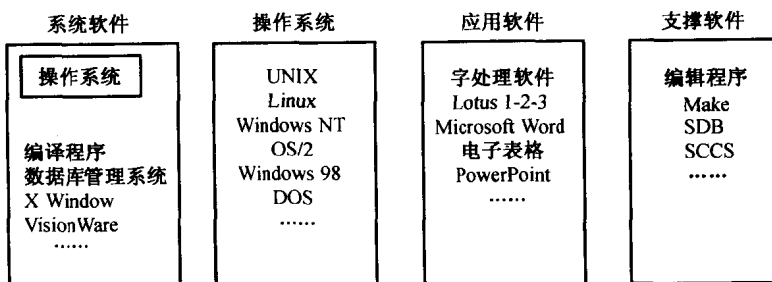 系统软件
操作系统
编译程序
数据库管理系统
X Window
VisionWare
……
操作系统
UNIX
Linux
Windows NT
OS/2
Windows 98
DOS
……
应用软件
字处理软件
Lotus 1-2-3
Microsoft Word
电子表格
PowerPoint
……
支撑软件
编辑程序
Make
SDB
SCCS
……